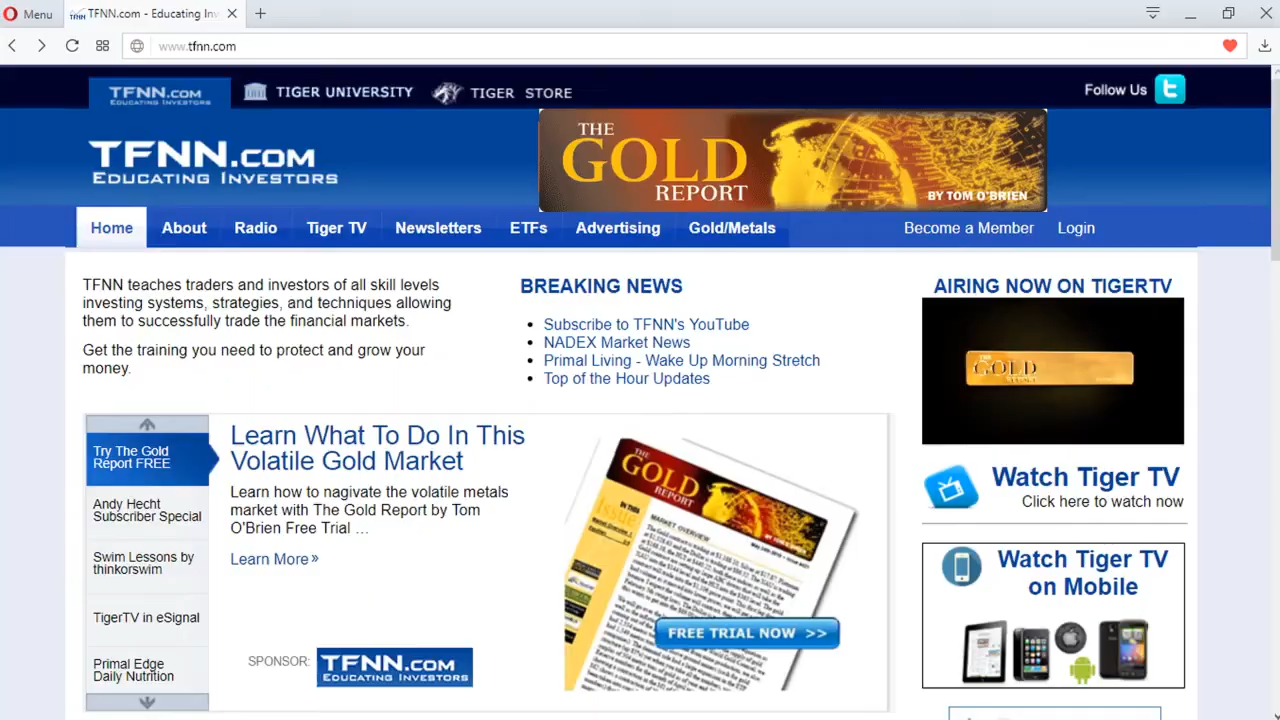 Menu
TFNN.com - Educating Inv
www.tfnn.com
TFNN.COM
EDUCATING INVESTORS
TIGER UNIVERSITY
TIGER STORE
Follow Us
TFNN.COM
EDUCATING INVESTORS
THE
GOLD
REPORT
BY TOM O'BRIEN
Home
About
Radio
Tiger TV
Newsletters
ETFs
Advertising
Gold/Metals
Become a Member
Login
TFNN teaches traders and investors of all skill levels
investing systems, strategies, and techniques allowing
them to successfully trade the financial markets.
Get the training you need to protect and grow your
money.
BREAKING NEWS
Subscribe to TFNN's YouTube
NADEX Market News
Primal Living - Wake Up Morning Stretch
Top of the Hour Updates
AIRING NOW ON TIGERTV
THE
GOLD
REPORT
Watch Tiger TV
Click here to watch now
Watch Tiger TV
on Mobile
Try The Gold
Report FREE
Andy Hecht
Subscriber Special
Swim Lessons by
thinkorswim
TigerTV in eSignal
Primal Edge
Daily Nutrition
Learn What To Do In This
Volatile Gold Market
Learn how to nagivate the volatile metals
market with The Gold Report by Tom
O'Brien Free Trial ...
Learn More »
SPONSOR:
TFNN.COM
EDUCATING INVESTORS
THE
GOLD
REPORT
MARKET OVERVIEW
FREE TRIAL NOW >>